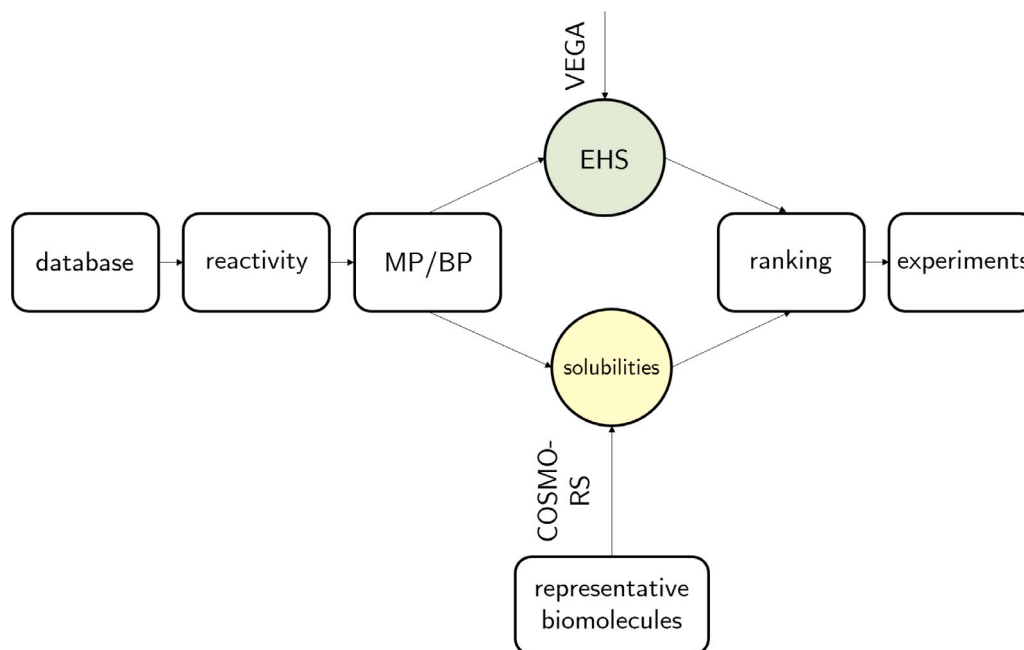 VEGA
EHS
database
reactivity
MP/BP
ranking
experiments
solubilities
COSMO-
RS
representative
biomolecules